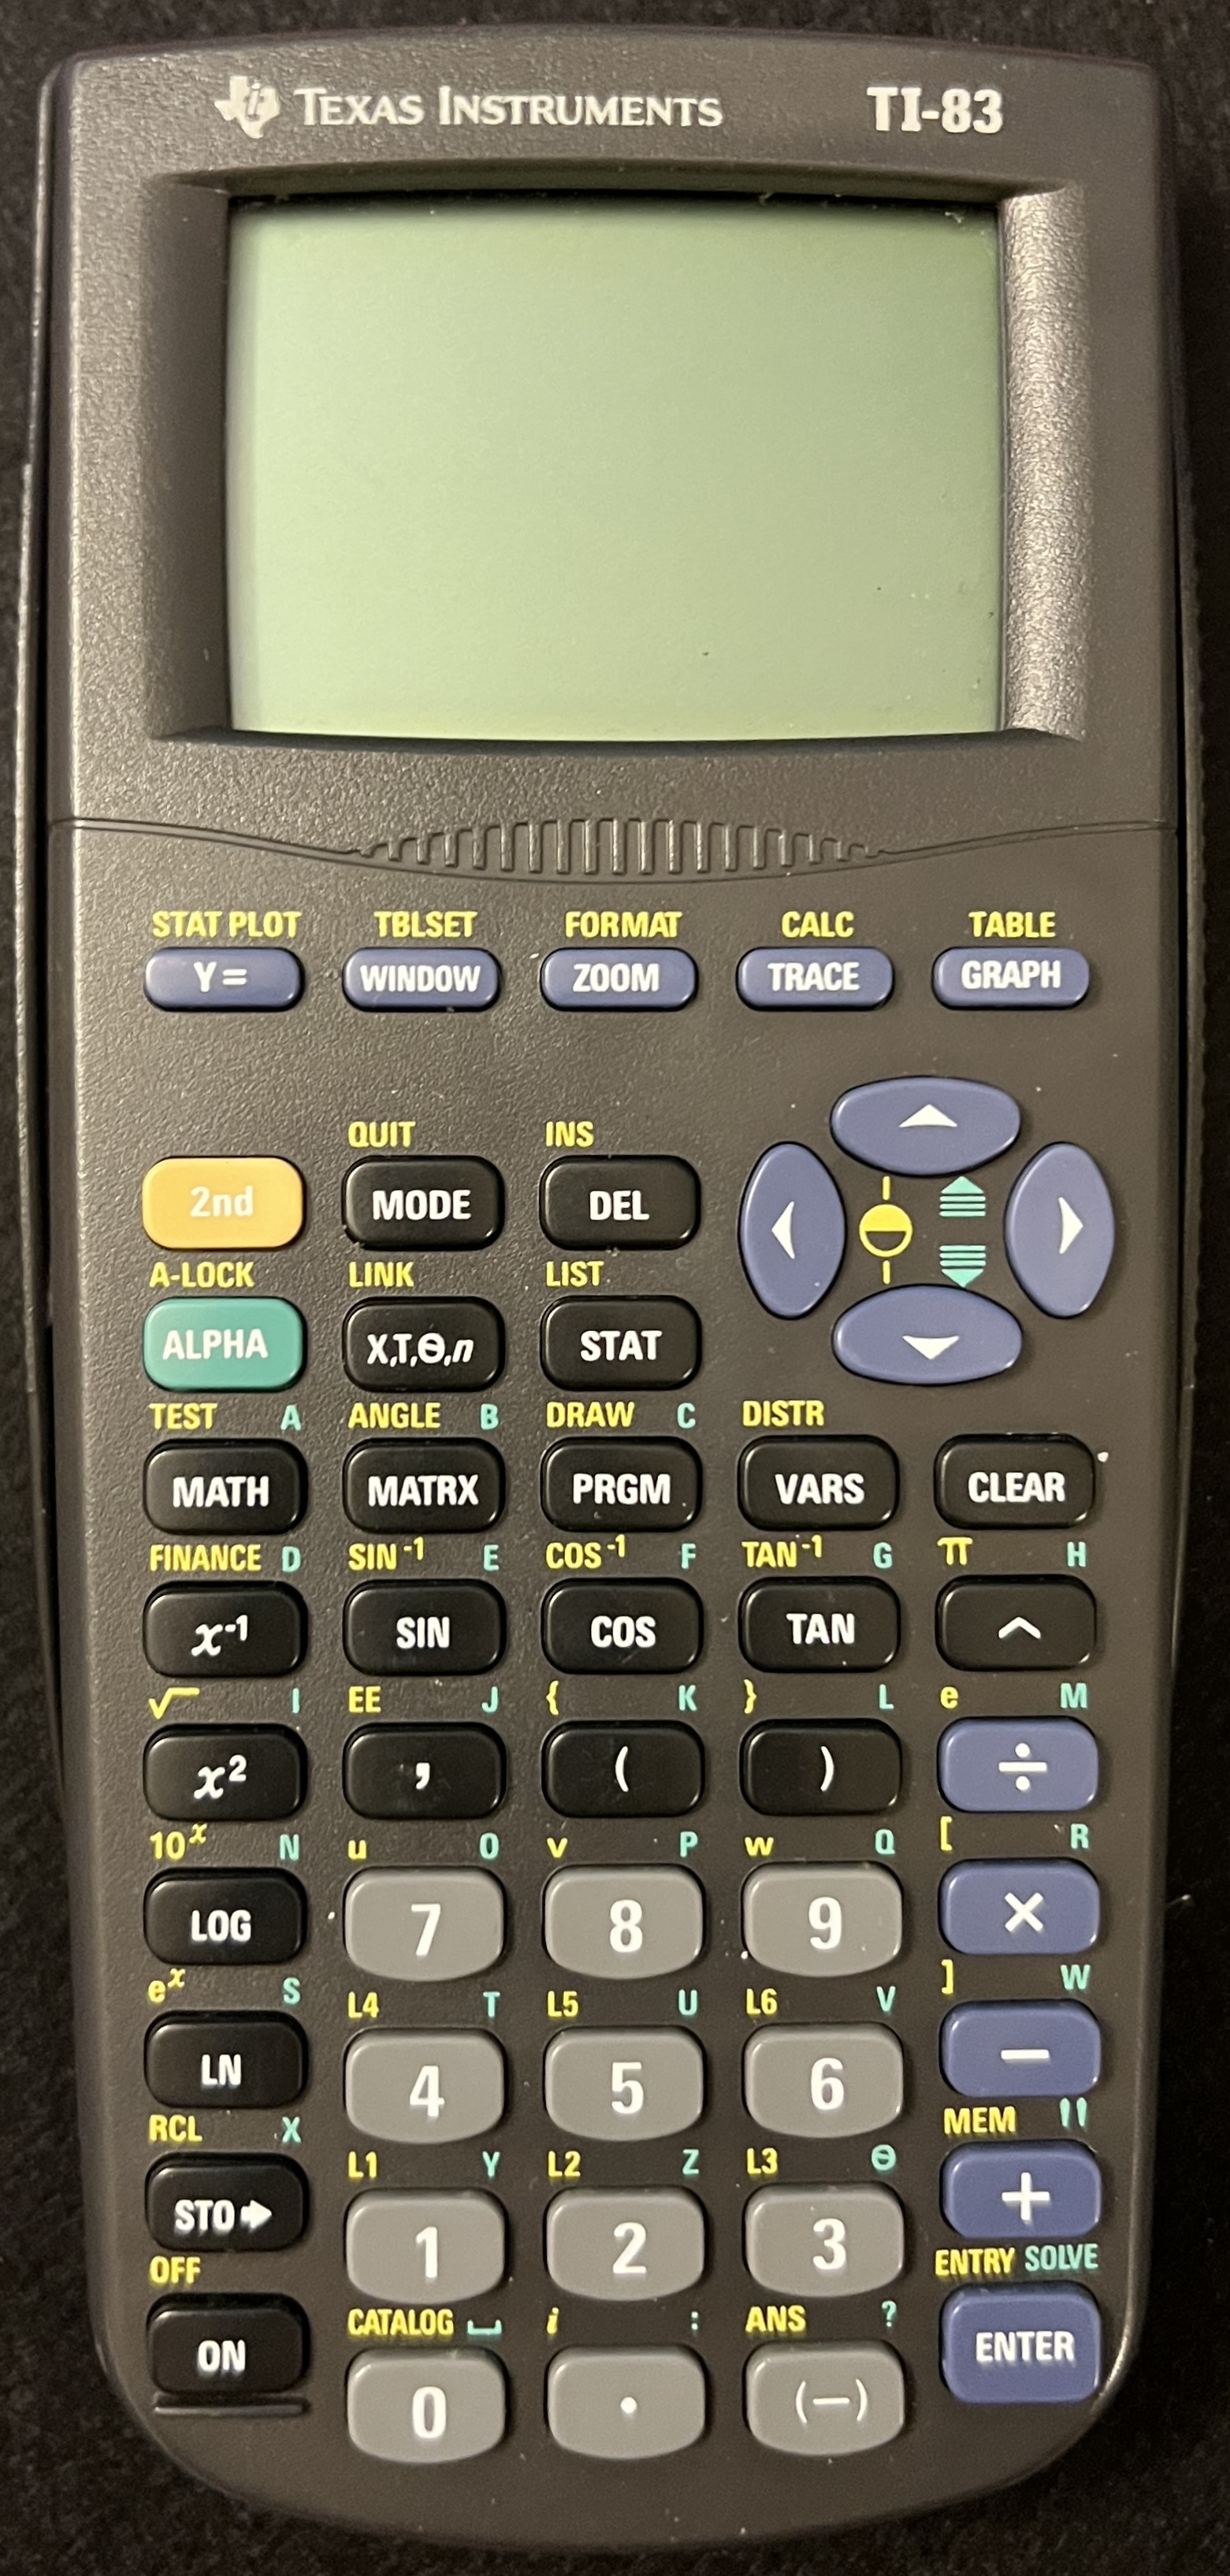 TEXAS INSTRUMENTS TI-83
STAT PLOT TBLSET FORMAT CALC TABLE
Y= WINDOW ZOOM TRACE GRAPH
QUIT INS
2nd MODE DEL
A-LOCK LINK LIST
ALPHA X,T,Θ,n STAT
TEST A ANGLE B DRAW C DISTR
MATH MATRX PRGM VARS CLEAR
FINANCE D SIN⁻¹ E COS⁻¹ F TAN⁻¹ G π H
x⁻¹ SIN COS TAN ^
√ I EE J { K } L e M
x² , ( ) ÷
10ˣ N u O v P w Q [ R
LOG 7 8 9 ×
eˣ S L4 T L5 U L6 V ] W
LN 4 5 6 −
RCL X L1 Y L2 Z L3 Θ MEM "
STO➧ 1 2 3 +
OFF CATALOG ⎵ i : ANS ? ENTRY SOLVE
ON 0 . (−) ENTER